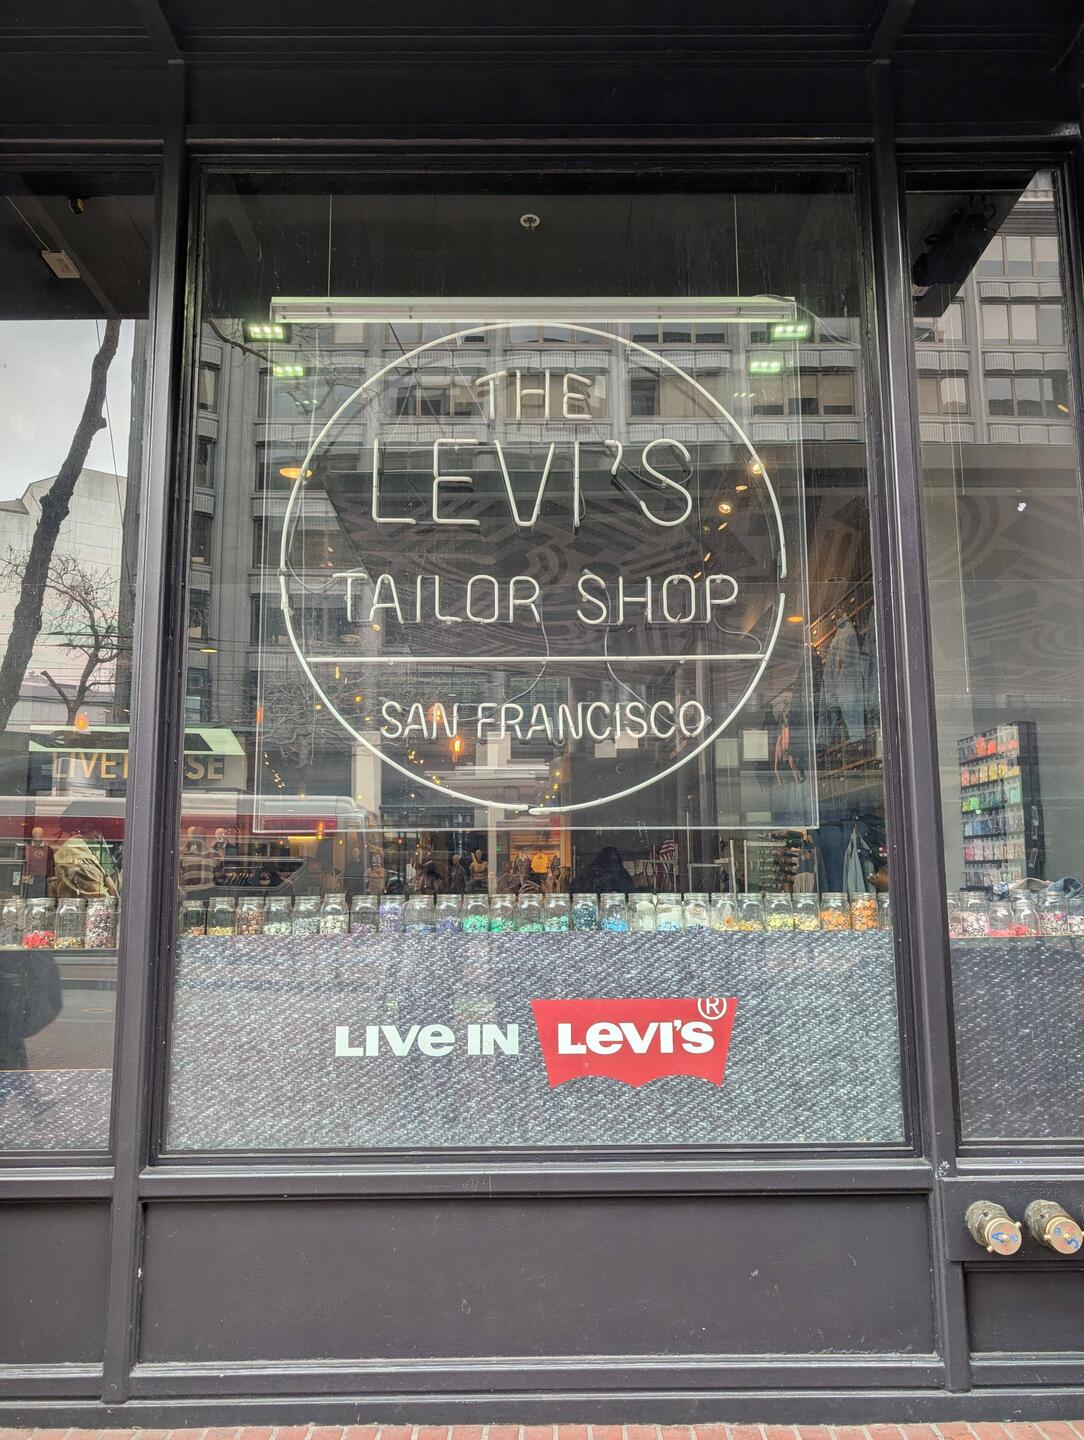 THE
LEVI'S
TAILOR SHOP
SAN FRANCISCO
LIVE IN Levi's®